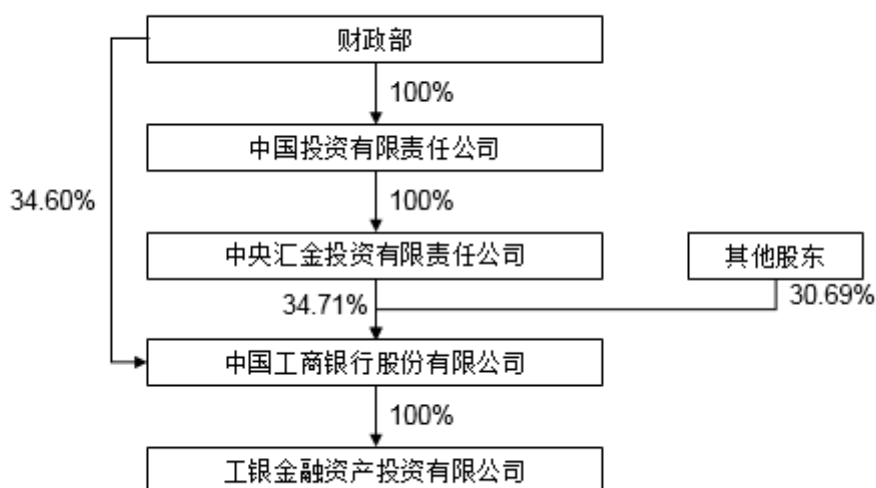 财政部
100%
中国投资有限责任公司
34.60%
100%
中央汇金投资有限责任公司
其他股东
34.71%
30.69%
中国工商银行股份有限公司
100%
工银金融资产投资有限公司